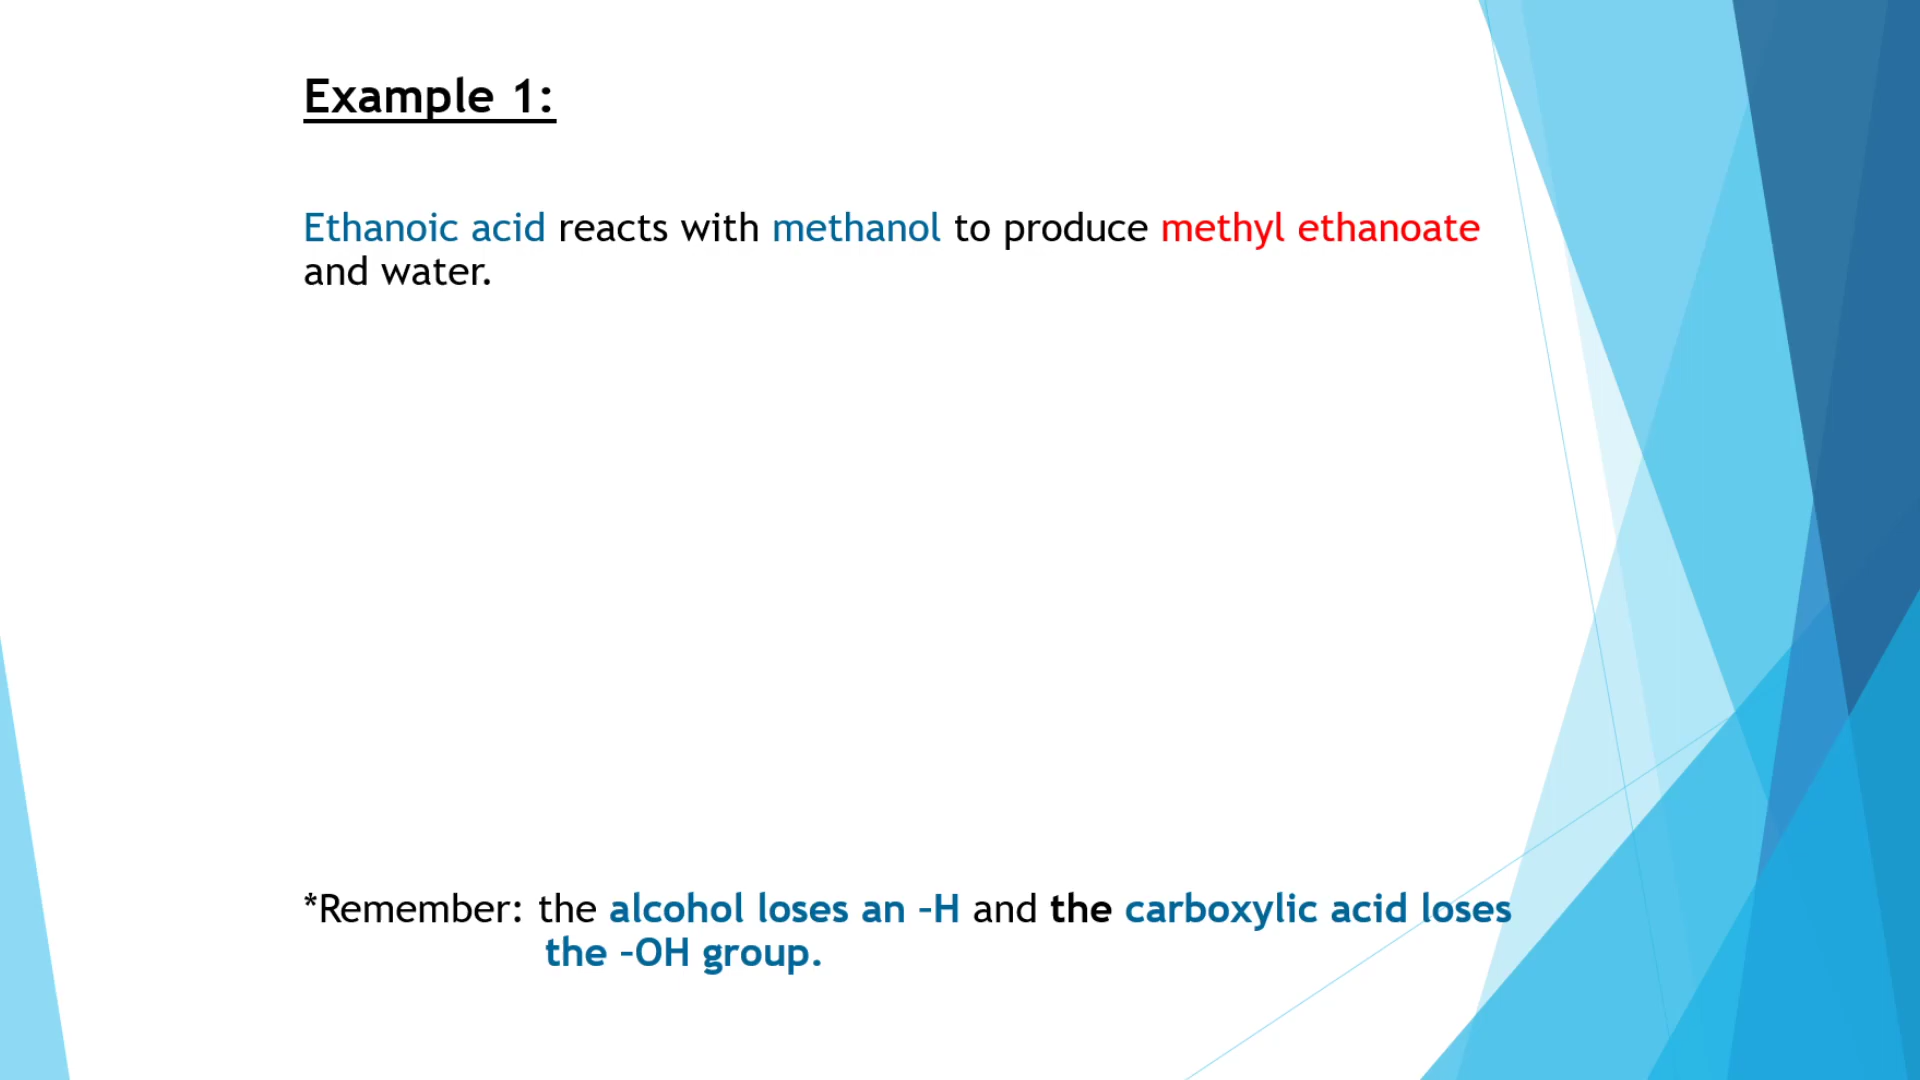 Example 1:
Ethanoic acid reacts with methanol to produce methyl ethanoate
and water.
*Remember: the alcohol loses an –H and the carboxylic acid loses
the –OH group.